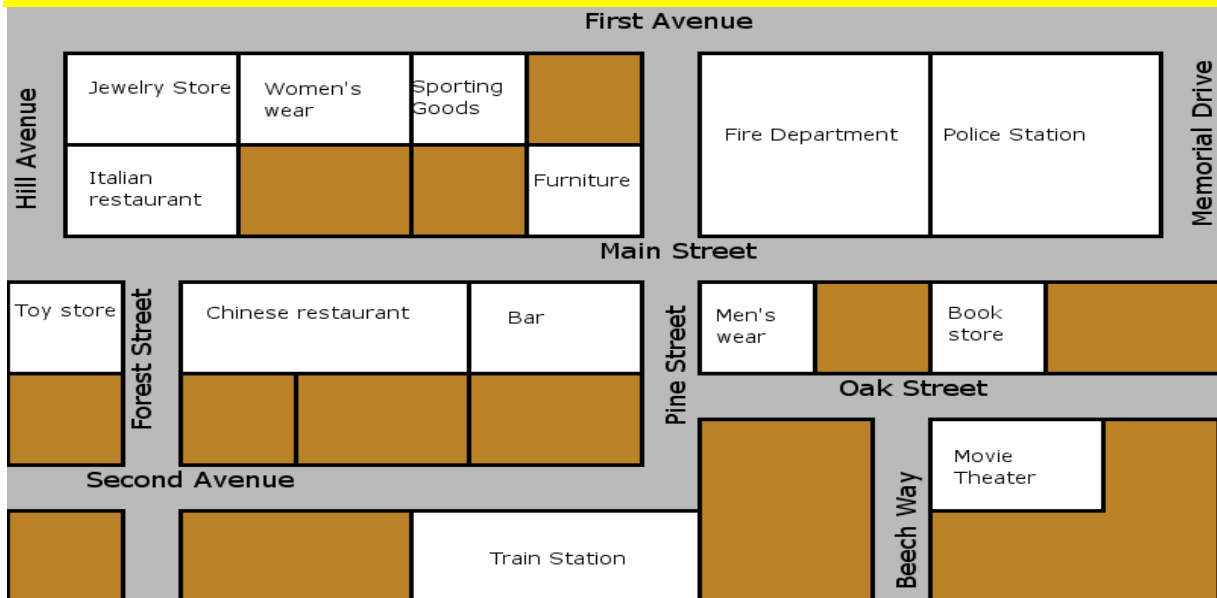 First Avenue
Hill Avenue
Jewelry Store
Women's
wear
Sporting
Goods
Fire Department
Police Station
Memorial Drive
Italian
restaurant
Furniture
Main Street
Toy store
Forest Street
Chinese restaurant
Bar
Pine Street
Men's
wear
Book
store
Oak Street
Second Avenue
Beech Way
Movie
Theater
Train Station